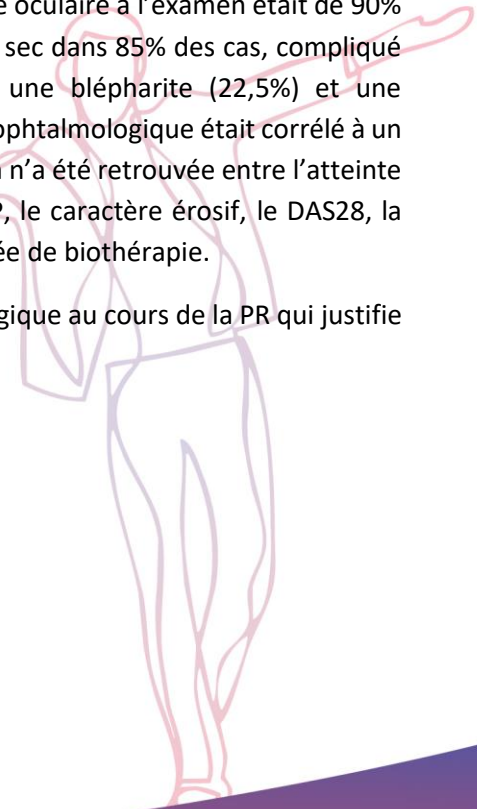 e oculaire à l'examen était de 90%
sec dans 85% des cas, compliqué
une blépharite (22,5%) et une
ophtalmologique était corrélé à un
n'a été retrouvée entre l'atteinte
, le caractère érosif, le DAS28, la
ée de biothérapie.
gique au cours de la PR qui justifie